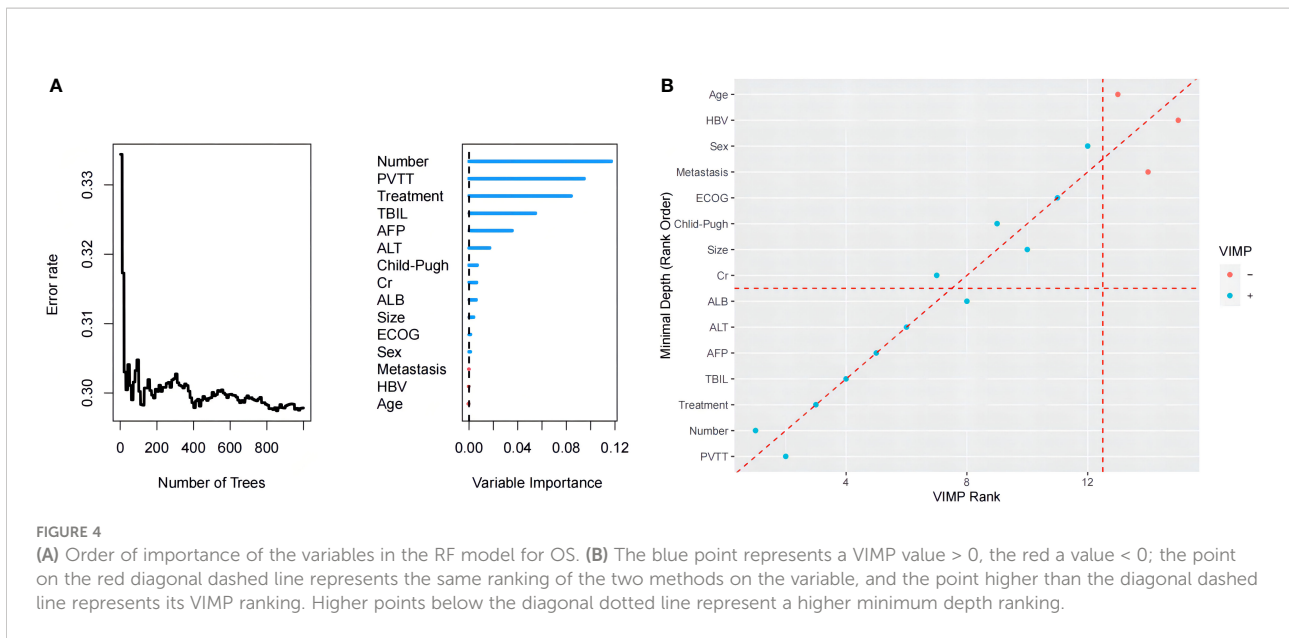 A
0.33
0.32
0.31
0.30
Error rate
0 200 400 600 800
Number of Trees
Number
PVTT
Treatment
TBIL
AFP
ALT
Child-Pugh
Cr
ALB
Size
ECOG
Sex
Metastasis
HBV
Age
0.00 0.04 0.08 0.12
Variable Importance
B
Minimal Depth (Rank Order)
Age
HBV
Sex
Metastasis
ECOG
Chlid-Pugh
Size
Cr
ALB
ALT
AFP
TBIL
Treatment
Number
PVTT
4 8 12
VIMP Rank
VIMP
-
+
FIGURE 4
(A) Order of importance of the variables in the RF model for OS. (B) The blue point represents a VIMP value > 0, the red a value < 0; the point
on the red diagonal dashed line represents the same ranking of the two methods on the variable, and the point higher than the diagonal dashed
line represents its VIMP ranking. Higher points below the diagonal dotted line represent a higher minimum depth ranking.